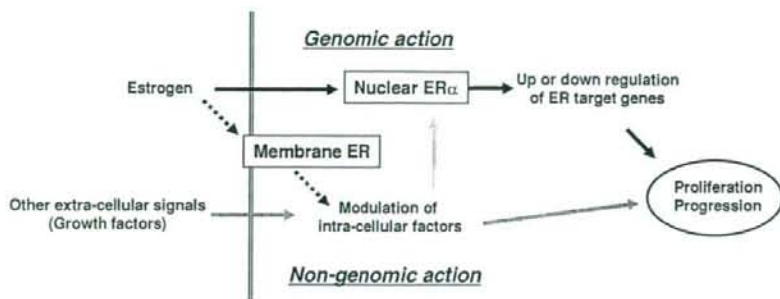 Genomic action
Estrogen
Nuclear ERα
Up or down regulation
of ER target genes
Membrane ER
Other extra-cellular signals
(Growth factors)
Modulation of
intra-cellular factors
Proliferation
Progression
Non-genomic action